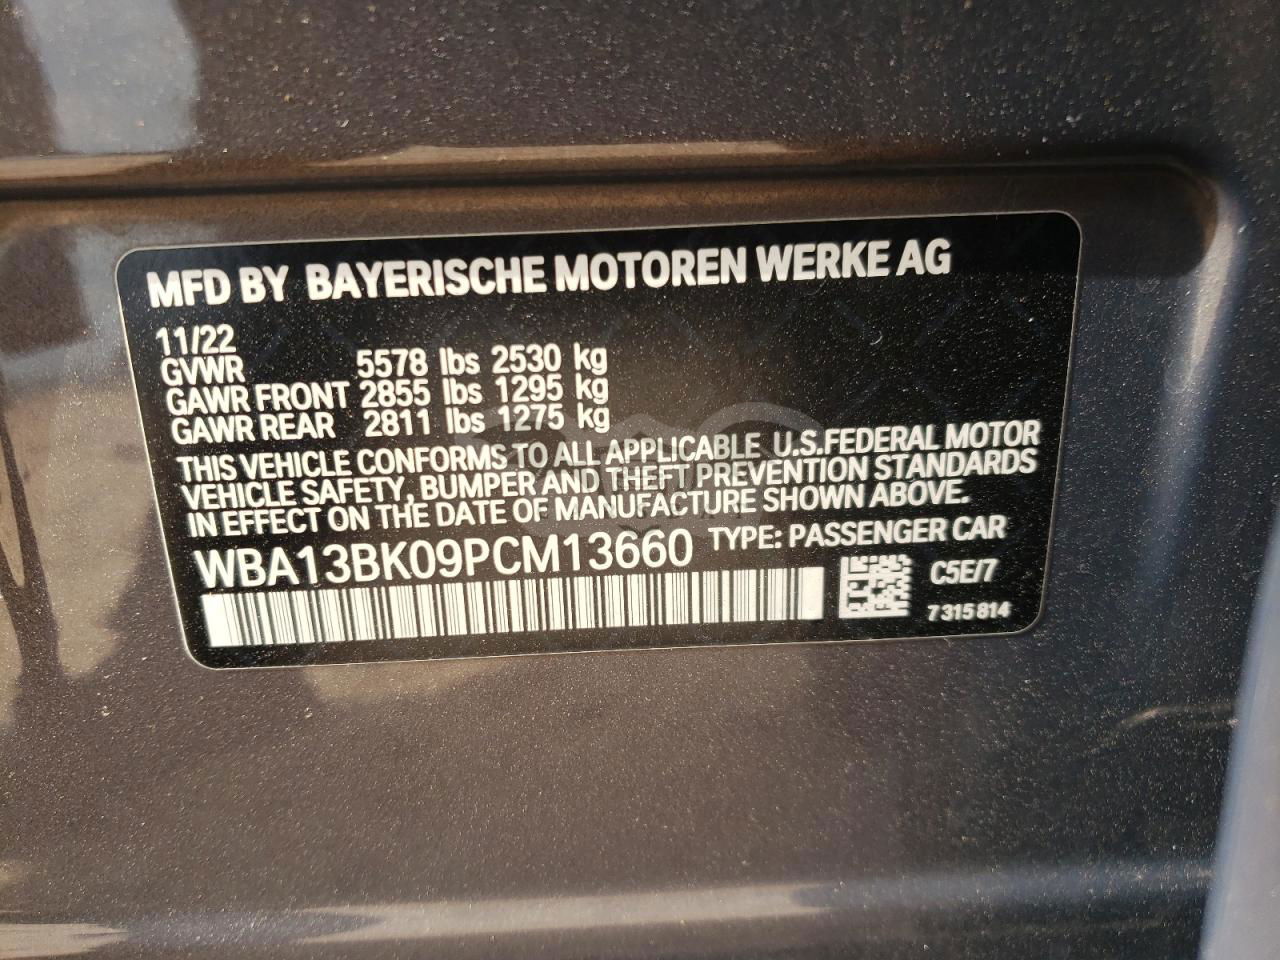 MFD BY BAYERISCHE MOTOREN WERKE AG
11/22
GVWR 5578 lbs 2530 kg
GAWR FRONT 2855 lbs 1295 kg
GAWR REAR 2811 lbs 1275 kg
THIS VEHICLE CONFORMS TO ALL APPLICABLE U.S.FEDERAL MOTOR
VEHICLE SAFETY, BUMPER AND THEFT PREVENTION STANDARDS
IN EFFECT ON THE DATE OF MANUFACTURE SHOWN ABOVE.
WBA13BK09PCM13660 TYPE: PASSENGER CAR
C5E/7
7 315 814